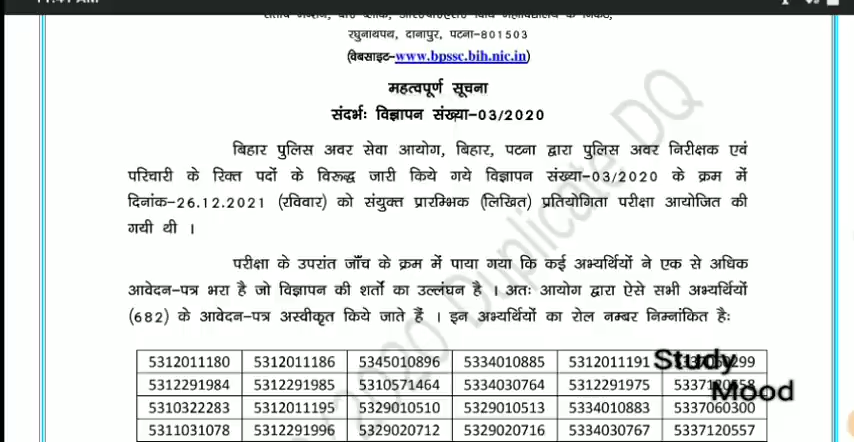 रघुनाथपथ, दानापुर, पटना-801503
(वेबसाइट-www.bpssc.bih.nic.in)
महत्वपूर्ण सूचना
संदर्भः विज्ञापन संख्या-03/2020
बिहार पुलिस अवर सेवा आयोग, बिहार, पटना द्वारा पुलिस अवर निरीक्षक एवं
परिचारी के रिक्त पदों के विरूद्ध जारी किये गये विज्ञापन संख्या-03/2020 के क्रम में
दिनांक-26.12.2021 (रविवार) को संयुक्त प्रारम्भिक (लिखित) प्रतियोगिता परीक्षा आयोजित की
गयी थी ।
परीक्षा के उपरांत जाँच के क्रम में पाया गया कि कई अभ्यर्थियों ने एक से अधिक
आवेदन-पत्र भरा है जो विज्ञापन की शर्तों का उल्लंघन है । अतः आयोग द्वारा ऐसे सभी अभ्यर्थियों
(682) के आवेदन-पत्र अस्वीकृत किये जाते हैं । इन अभ्यर्थियों का रोल नम्बर निम्नांकित हैः
5312011180 5312011186 5345010896 5334010885 5312011191
5312291984 5312291985 5310571464 5334030764 5312291975
5310322283 5312011195 5329010510 5329010513 5334010883 5337060300
5311031078 5312291996 5329020712 5329020716 5334030767 5337120557
Study
Mood
2020 Duplicate DQ